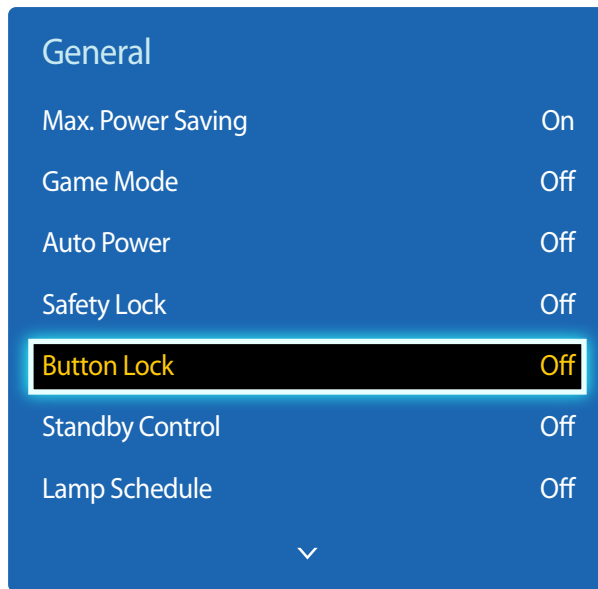 General
Max. Power Saving On
Game Mode Off
Auto Power Off
Safety Lock Off
Button Lock Off
Standby Control Off
Lamp Schedule Off